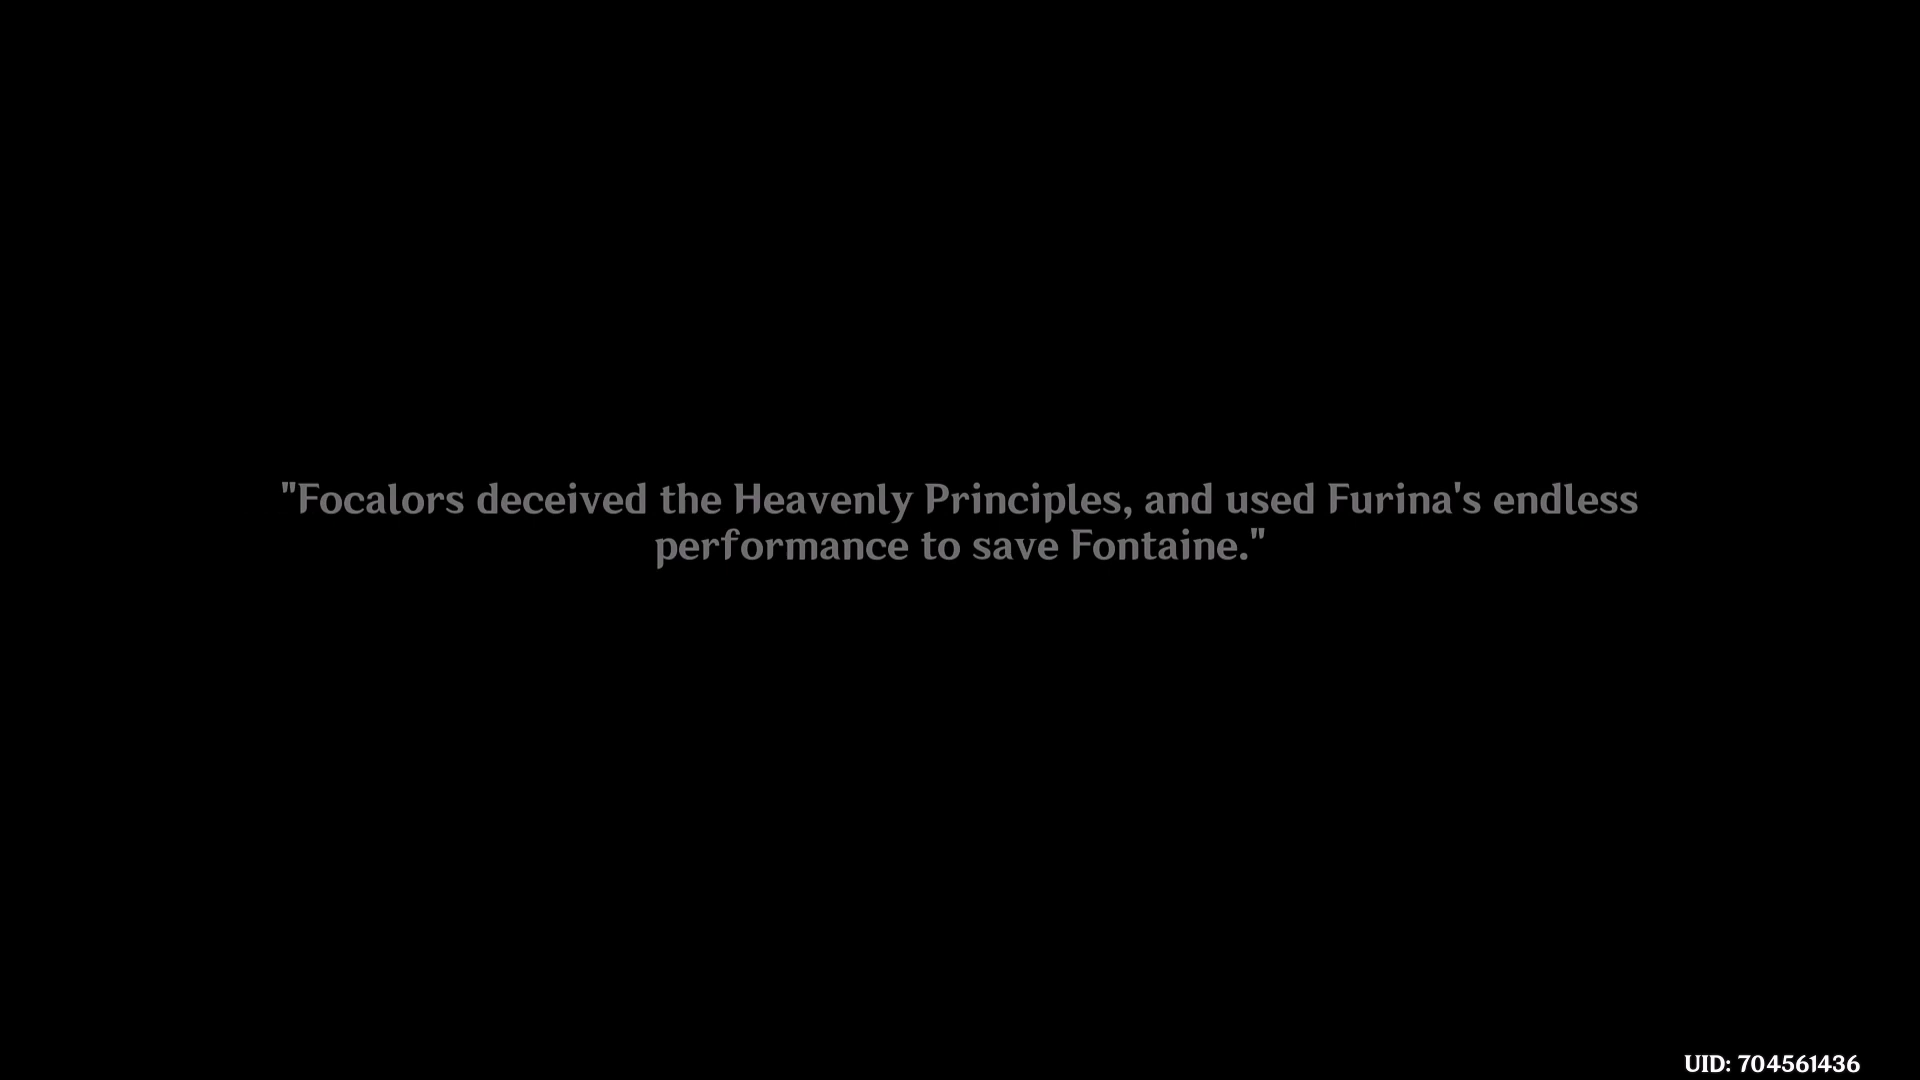 "Focalors deceived the Heavenly Principles, and used Furina's endless
performance to save Fontaine."
UID: 704561436